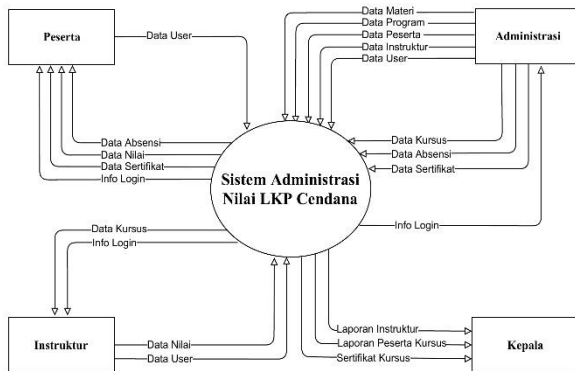 Peserta
Data User
Data Materi
Data Program
Data Peserta
Data Instruktur
Data User
Administrasi
Data Absensi
Data Nilai
Data Sertifikat
Info Login
Data Kursus
Data Absensi
Data Sertifikat
Sistem Administrasi
Nilai LKP Cendana
Info Login
Data Kursus
Info Login
Instruktur
Data Nilai
Data User
Laporan Instruktur
Laporan Peserta Kursus
Sertifikat Kursus
Kepala